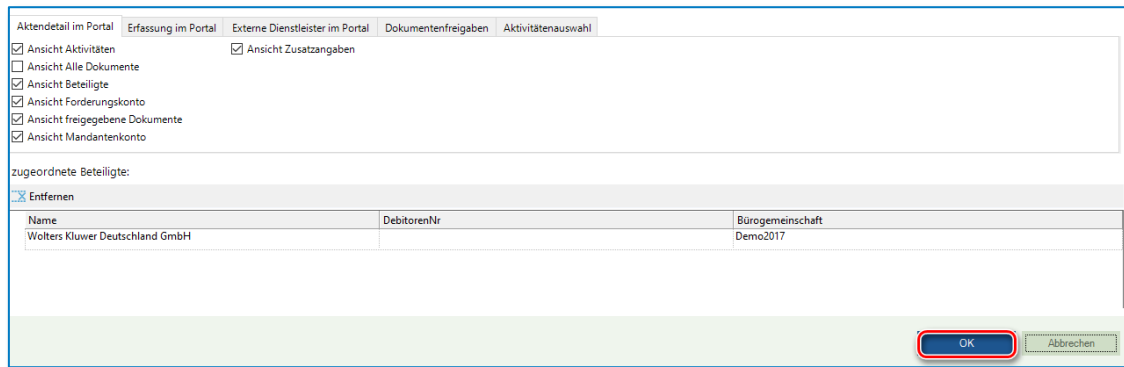 Aktendetail im Portal Erfassung im Portal Externe Dienstleister im Portal Dokumentenfreigaben Aktivitätenauswahl
Ansicht Aktivitäten Ansicht Zusatzangaben
Ansicht Alle Dokumente
Ansicht Beteiligte
Ansicht Forderungskonto
Ansicht freigegebene Dokumente
Ansicht Mandantenkonto
zugeordnete Beteiligte:
Entfernen
Name DebitorenNr Bürogemeinschaft
Wolters Kluwer Deutschland GmbH Demo2017
OK Abbrechen